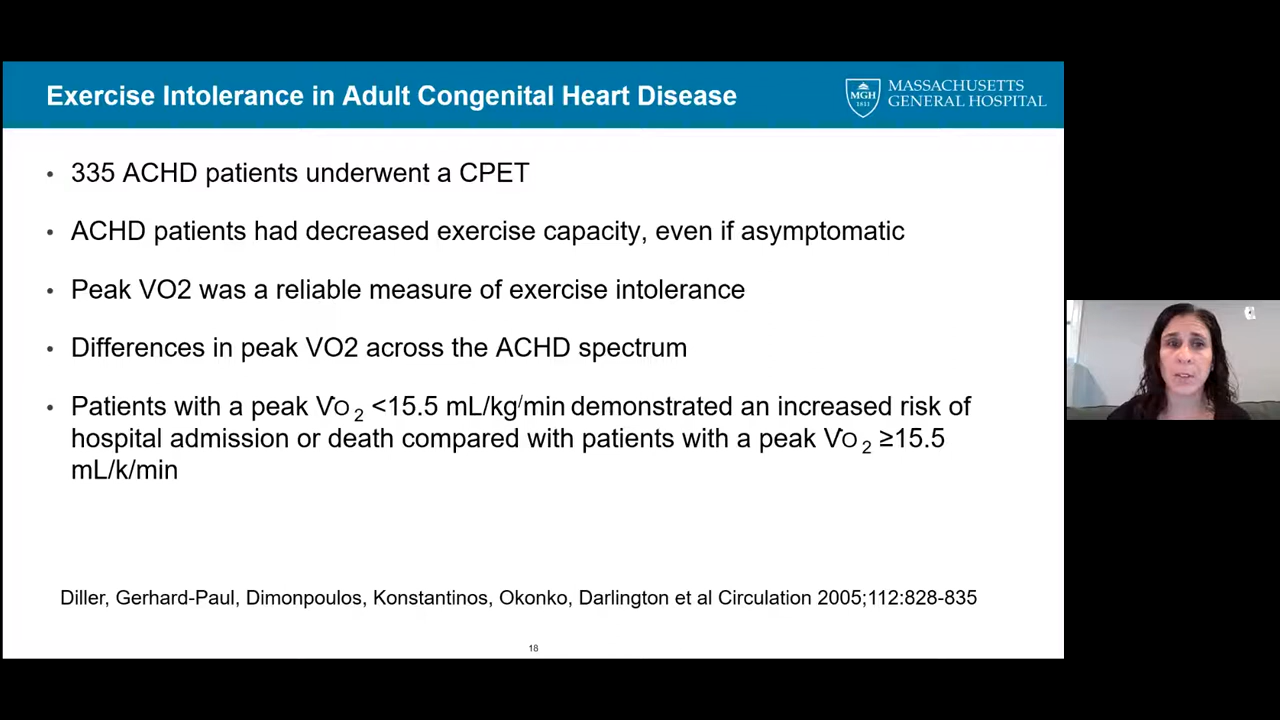 Exercise Intolerance in Adult Congenital Heart Disease
MGH
1811
MASSACHUSETTS
GENERAL HOSPITAL
• 335 ACHD patients underwent a CPET
• ACHD patients had decreased exercise capacity, even if asymptomatic
• Peak VO2 was a reliable measure of exercise intolerance
• Differences in peak VO2 across the ACHD spectrum
• Patients with a peak V̇O₂ <15.5 mL/kg/min demonstrated an increased risk of
hospital admission or death compared with patients with a peak V̇O₂ ≥15.5
mL/k/min
Diller, Gerhard-Paul, Dimonpoulos, Konstantinos, Okonko, Darlington et al Circulation 2005;112:828-835
18